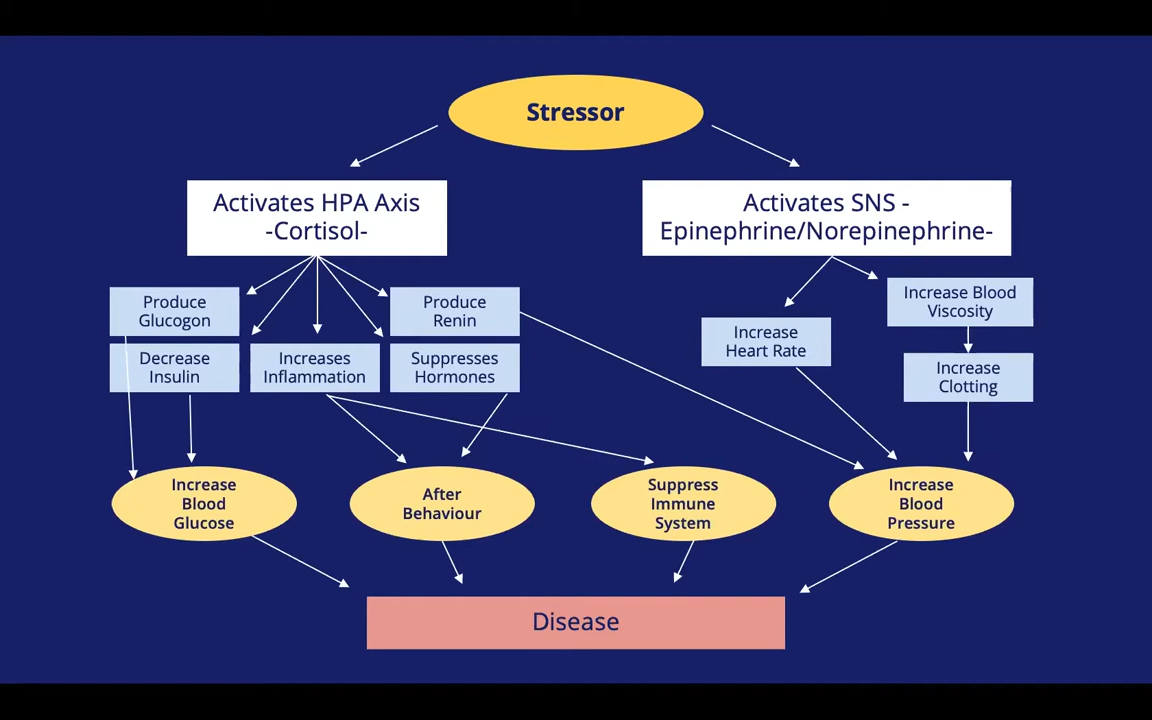 Stressor
Activates HPA Axis
-Cortisol-
Activates SNS -
Epinephrine/Norepinephrine-
Produce
Glucogon
Produce
Renin
Increase Blood
Viscosity
Increase
Heart Rate
Decrease
Insulin
Increases
Inflammation
Suppresses
Hormones
Increase
Clotting
Increase
Blood
Glucose
After
Behaviour
Suppress
Immune
System
Increase
Blood
Pressure
Disease